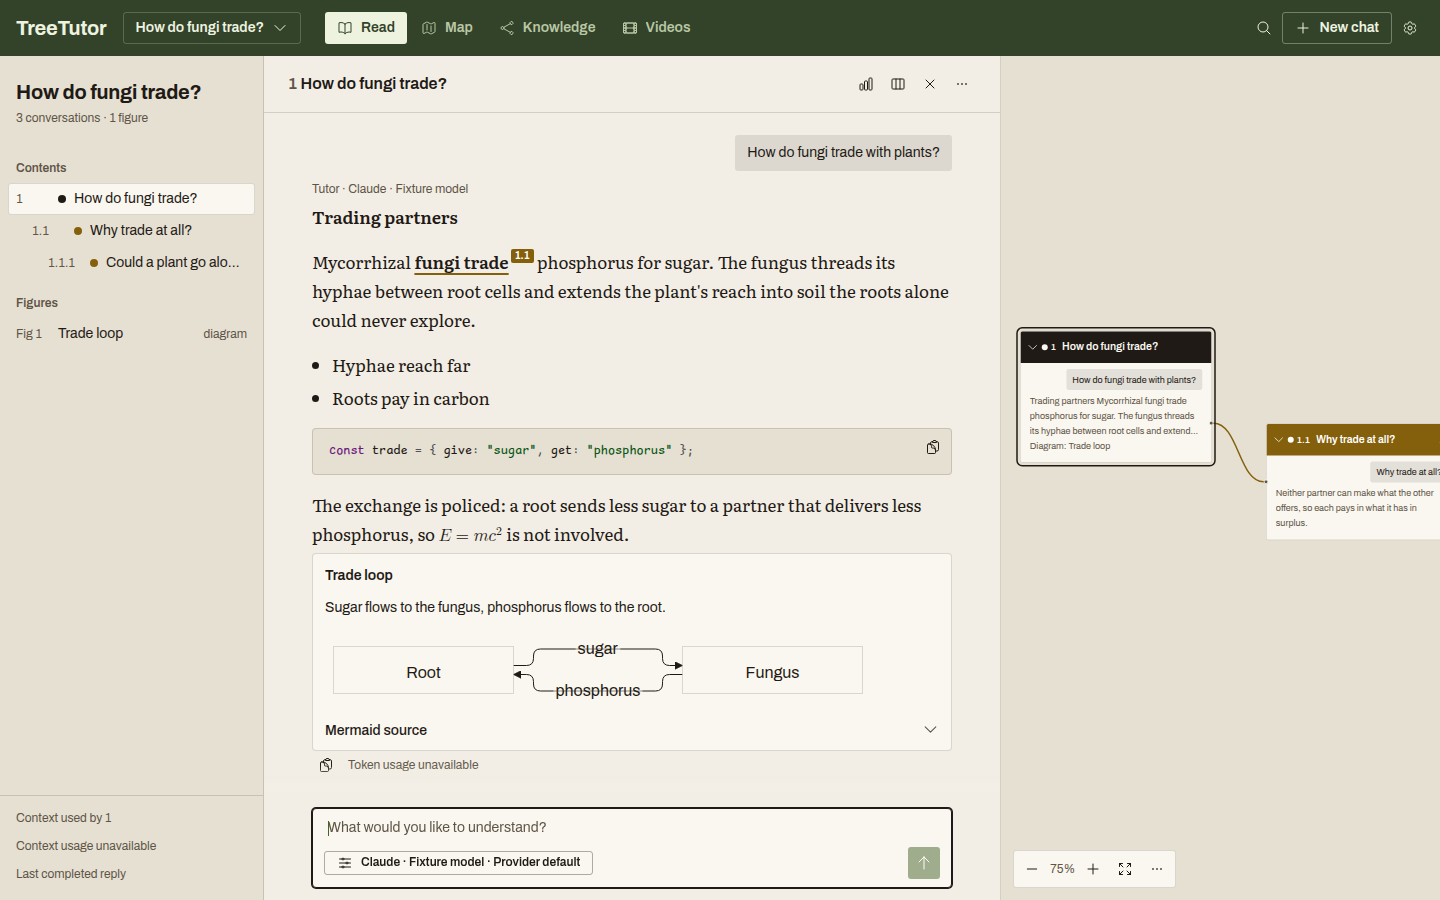 TreeTutor
How do fungi trade?
Read
Map
Knowledge
Videos
New chat
How do fungi trade?
3 conversations · 1 figure
Contents
1 How do fungi trade?
1.1 Why trade at all?
1.1.1 Could a plant go alo...
Figures
Fig 1 Trade loop diagram
Context used by 1
Context usage unavailable
Last completed reply
1 How do fungi trade?
How do fungi trade with plants?
Tutor · Claude · Fixture model
Trading partners
Mycorrhizal fungi trade 1.1 phosphorus for sugar. The fungus threads its
hyphae between root cells and extends the plant's reach into soil the roots alone
could never explore.
Hyphae reach far
Roots pay in carbon
const trade = { give: "sugar", get: "phosphorus" };
The exchange is policed: a root sends less sugar to a partner that delivers less
phosphorus, so E = mc² is not involved.
Trade loop
Sugar flows to the fungus, phosphorus flows to the root.
sugar
Root
Fungus
phosphorus
Mermaid source
Token usage unavailable
What would you like to understand?
Claude · Fixture model · Provider default
1 How do fungi trade?
How do fungi trade with plants?
Trading partners Mycorrhizal fungi trade
phosphorus for sugar. The fungus threads
its hyphae between root cells and extend...
Diagram: Trade loop
1.1 Why trade at all?
Why trade at all?
Neither partner can make what the other
offers, so each pays in what it has in
surplus.
75%